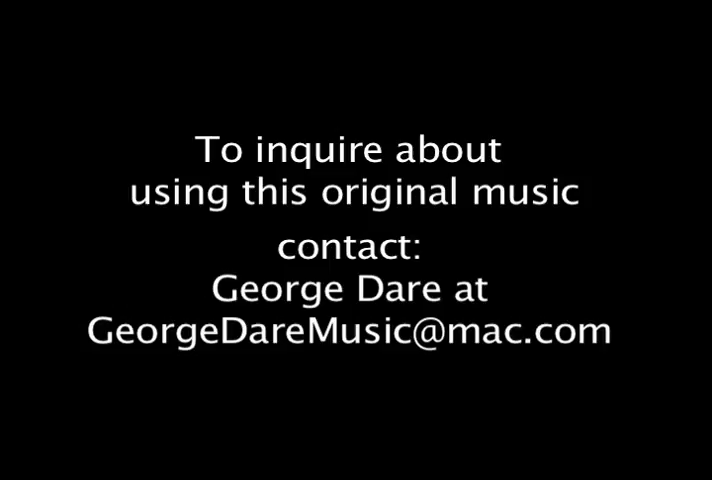 To inquire about
using this original music
contact:
George Dare at
GeorgeDareMusic@mac.com